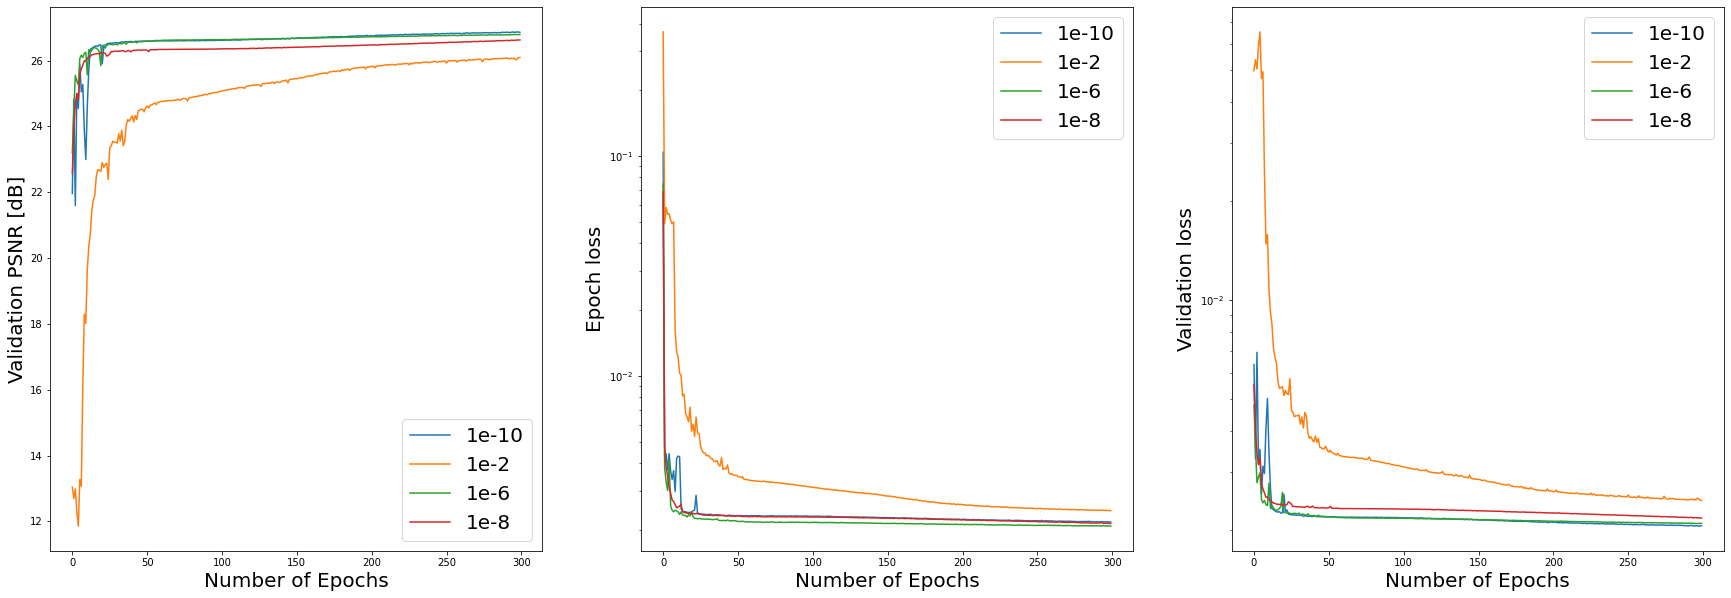 Validation PSNR [dB]
26
24
22
20
18
16
14
12
1e-10
1e-2
1e-6
1e-8
0 50 100 150 200 250 300
Number of Epochs
Epoch loss
10⁻¹
10⁻²
1e-10
1e-2
1e-6
1e-8
0 50 100 150 200 250 300
Number of Epochs
Validation loss
10⁻²
1e-10
1e-2
1e-6
1e-8
0 50 100 150 200 250 300
Number of Epochs